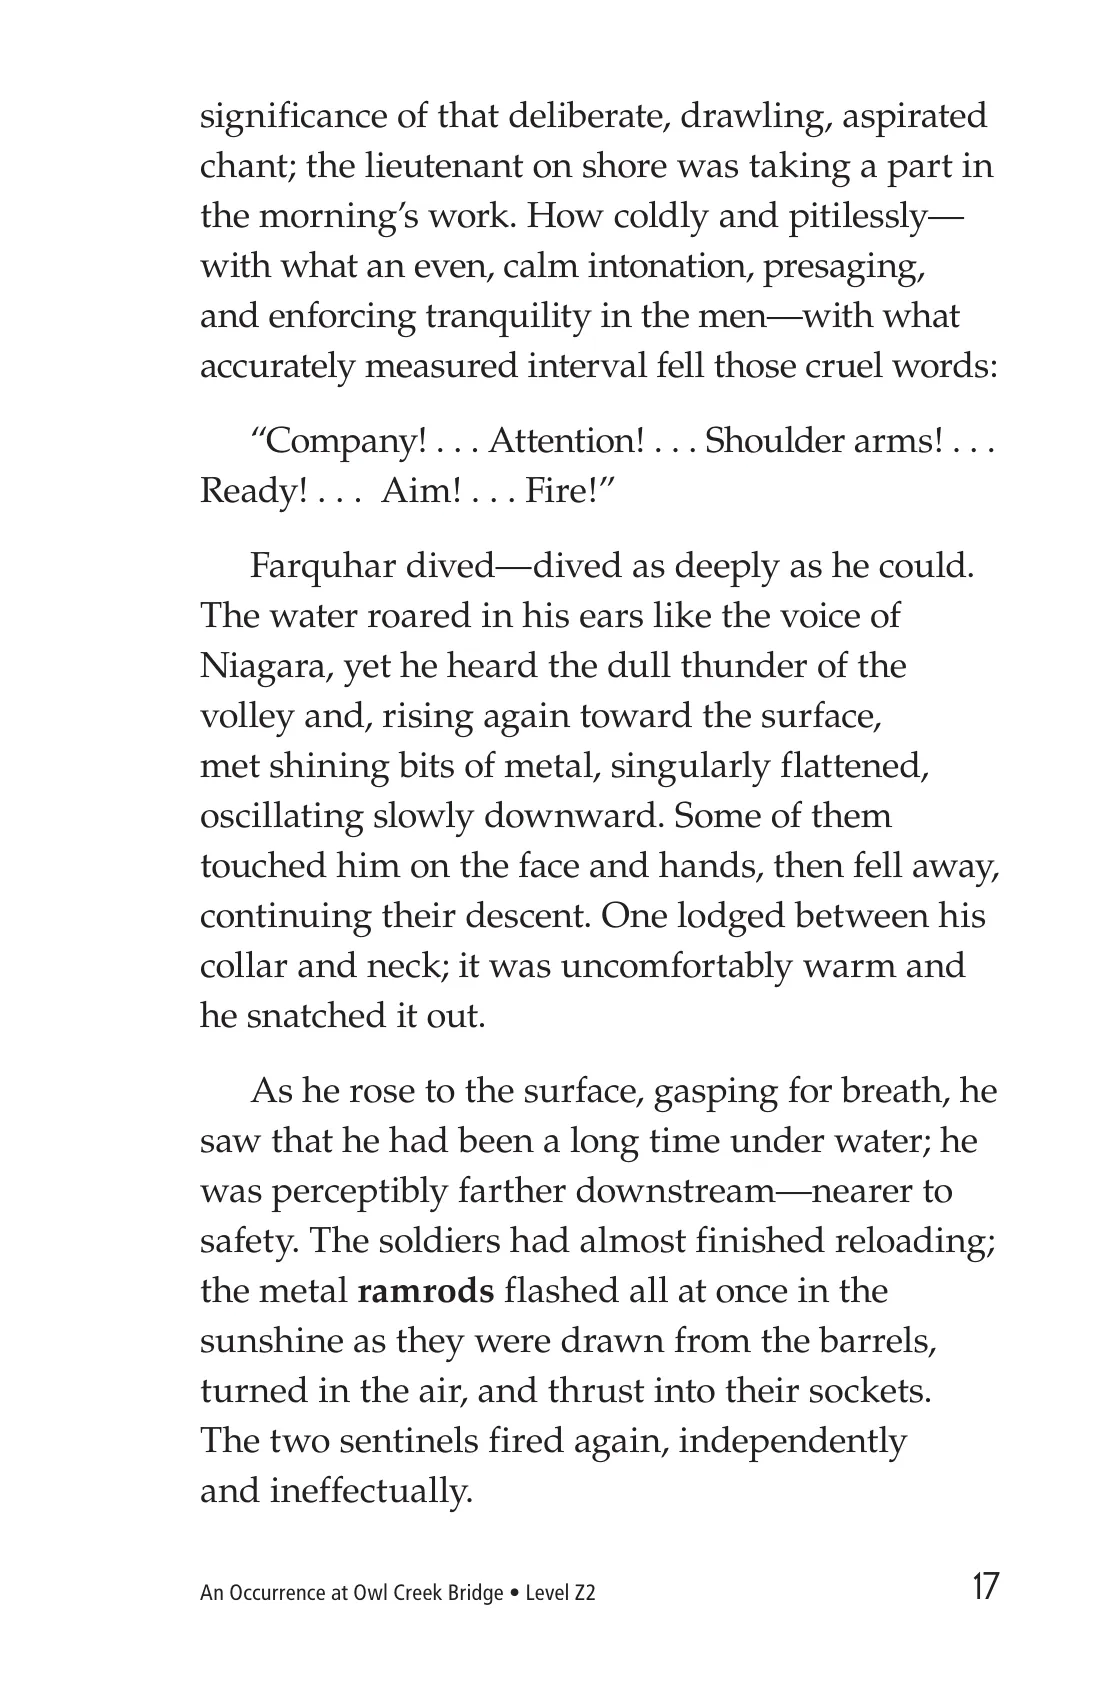 significance of that deliberate, drawling, aspirated
chant; the lieutenant on shore was taking a part in
the morning’s work. How coldly and pitilessly—
with what an even, calm intonation, presaging,
and enforcing tranquility in the men—with what
accurately measured interval fell those cruel words:
“Company! . . . Attention! . . . Shoulder arms! . . .
Ready! . . .  Aim! . . . Fire!”
Farquhar dived—dived as deeply as he could.
The water roared in his ears like the voice of
Niagara, yet he heard the dull thunder of the
volley and, rising again toward the surface,
met shining bits of metal, singularly flattened,
oscillating slowly downward. Some of them
touched him on the face and hands, then fell away,
continuing their descent. One lodged between his
collar and neck; it was uncomfortably warm and
he snatched it out.
As he rose to the surface, gasping for breath, he
saw that he had been a long time under water; he
was perceptibly farther downstream—nearer to
safety. The soldiers had almost finished reloading;
the metal ramrods flashed all at once in the
sunshine as they were drawn from the barrels,
turned in the air, and thrust into their sockets.
The two sentinels fired again, independently
and ineffectually.
An Occurrence at Owl Creek Bridge • Level Z2
17